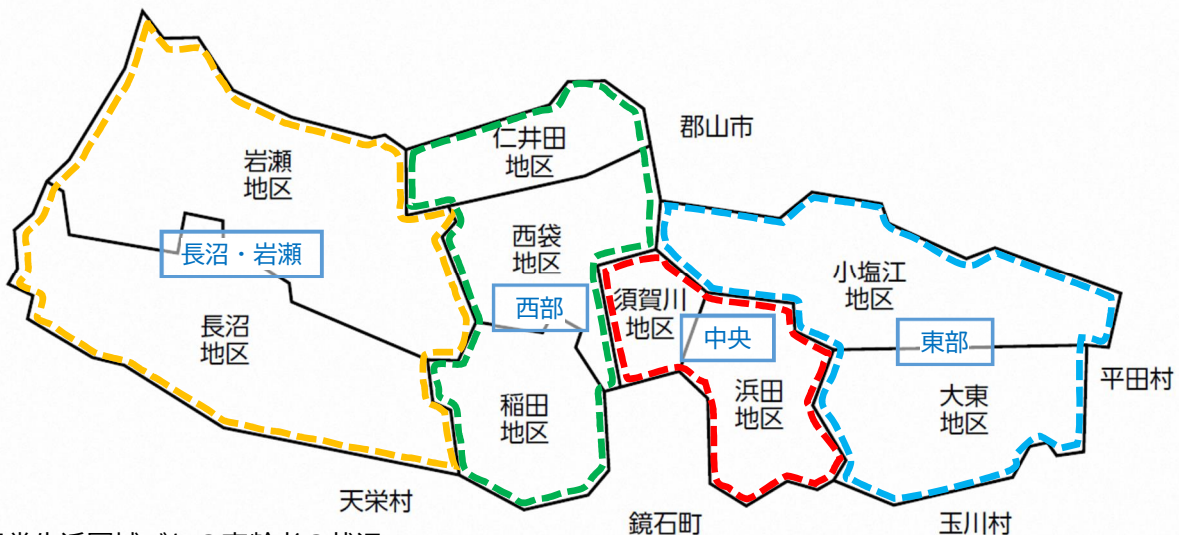 仁井田
地区
郡山市
岩瀬
地区
長沼・岩瀬
西袋
地区
西部
須賀川
地区
中央
小塩江
地区
東部
長沼
地区
稲田
地区
浜田
地区
大東
地区
平田村
天栄村
鏡石町
玉川村